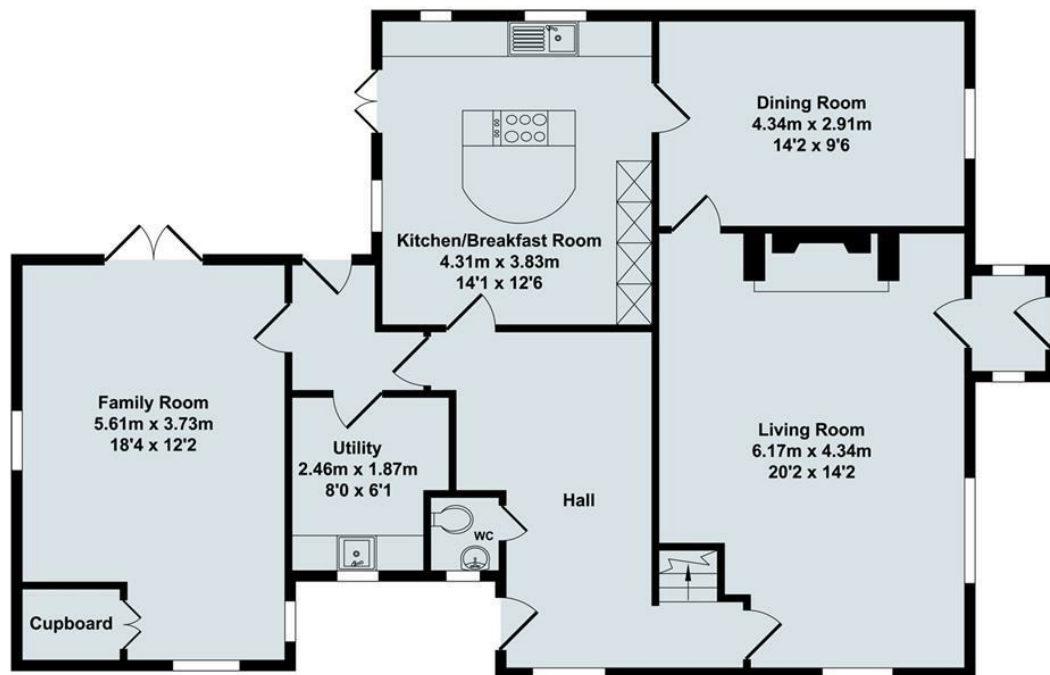 Dining Room
4.34m x 2.91m
14'2 x 9'6
Kitchen/Breakfast Room
4.31m x 3.83m
14'1 x 12'6
Family Room
5.61m x 3.73m
18'4 x 12'2
Utility
2.46m x 1.87m
8'0 x 6'1
Living Room
6.17m x 4.34m
20'2 x 14'2
Hall
WC
Cupboard